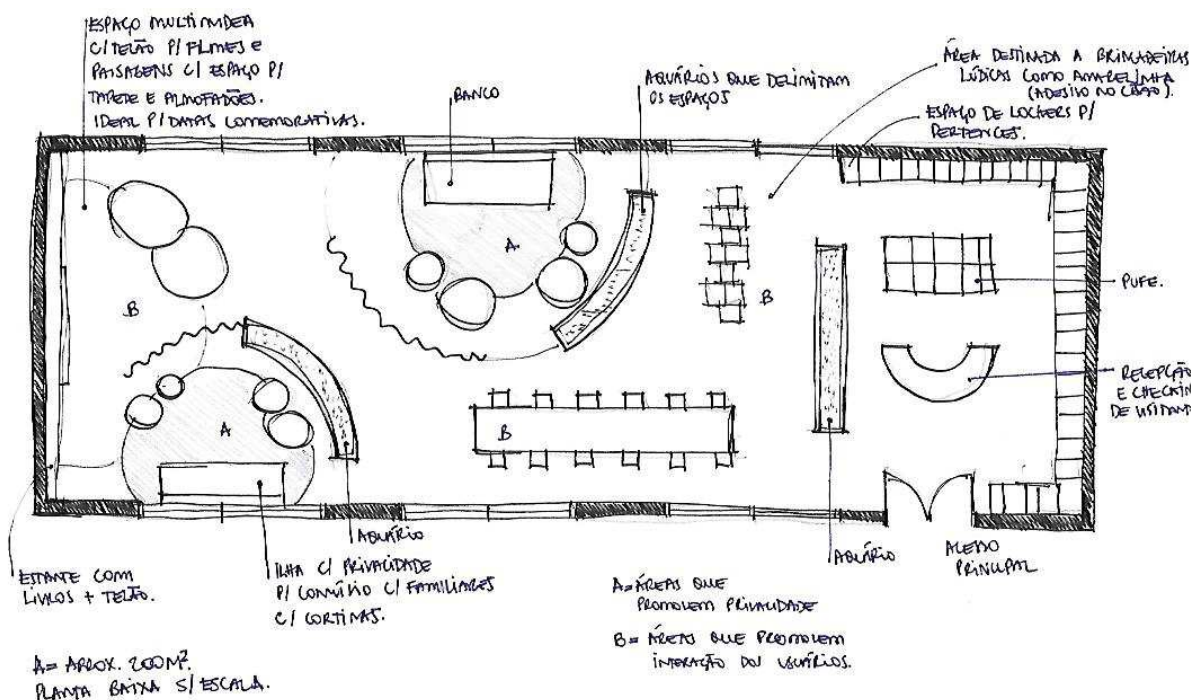 ESPAÇO MULTIMIDEA
C/TELÃO P/ FILMES E
PAISAGENS C/ ESPAÇO P/
TAPETE E ALMOFADÕES.
IDEAL P/DATAS COMEMORATIVAS.
BANCO
AQUÁRIOS QUE DELIMITAM
OS ESPAÇOS
ÁREA DESTINADA A BRINCADEIRAS
LÚDICAS COMO AMARELINHA
(ADESIVO NO CHÃO).
ESPAÇO DE LOCKERS P/
PERTENCES.
A
B
B
A
B
PUFE.
RECEPÇÃO
E CHECKIN
DE VISITANT
ESTANTE COM
LIVROS + TELÃO.
AQUÁRIO
ILHA C/ PRIVACIDADE
P/ CONVÍVIO C/ FAMILIARES
C/ CORTINAS.
AQUÁRIO
ACESSO
PRINCIPAL
A=ÁREAS QUE
PROMOVEM PRIVACIDADE
B= ÁREAS QUE PROMOVEM
INTERAÇÃO DOS USUÁRIOS.
A= APROX. 200M².
PLANTA BAIXA S/ESCALA.